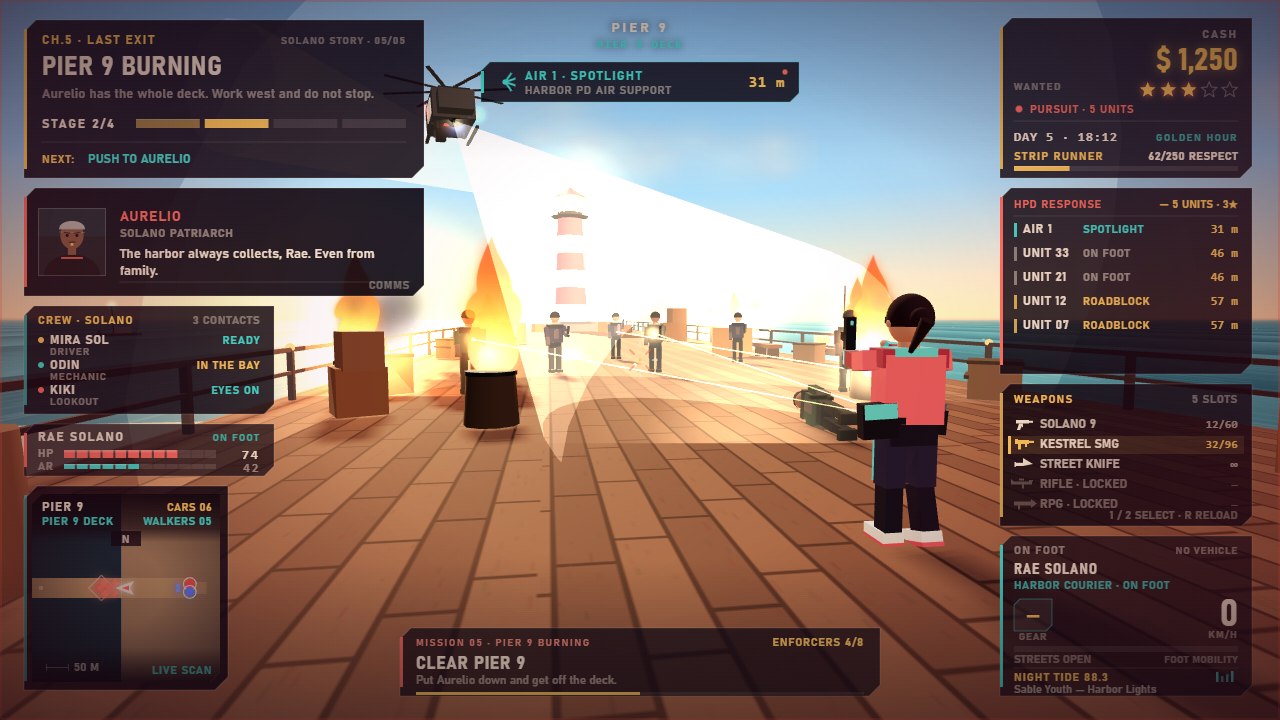 CH.5 · LAST EXIT
SOLANO STORY · 05/05
PIER 9 BURNING
Aurelio has the whole deck. Work west and do not stop.
STAGE 2/4
NEXT: PUSH TO AURELIO
AURELIO
SOLANO PATRIARCH
The harbor always collects, Rae. Even from
family.
COMMS
CREW · SOLANO
3 CONTACTS
MIRA SOL
READY
DRIVER
ODIN
IN THE BAY
MECHANIC
KIKI
EYES ON
LOOKOUT
RAE SOLANO
ON FOOT
HP 74
AR 42
PIER 9
CARS 06
PIER 9 DECK
WALKERS 05
N
50 M
LIVE SCAN
PIER 9
PIER 9 DECK
AIR 1 · SPOTLIGHT
HARBOR PD AIR SUPPORT
31 m
MISSION 05 · PIER 9 BURNING
ENFORCERS 4/8
CLEAR PIER 9
Put Aurelio down and get off the deck.
CASH
$ 1,250
WANTED
PURSUIT · 5 UNITS
DAY 5 · 18:12
GOLDEN HOUR
STRIP RUNNER
62/250 RESPECT
HPD RESPONSE
— 5 UNITS · 3★
AIR 1 SPOTLIGHT 31 m
UNIT 33 ON FOOT 46 m
UNIT 21 ON FOOT 46 m
UNIT 12 ROADBLOCK 57 m
UNIT 07 ROADBLOCK 57 m
WEAPONS
5 SLOTS
SOLANO 9 12/60
KESTREL SMG 32/96
STREET KNIFE ∞
RIFLE · LOCKED —
RPG · LOCKED —
1 / 2 SELECT · R RELOAD
ON FOOT
NO VEHICLE
RAE SOLANO
HARBOR COURIER · ON FOOT
—
0
GEAR
KM/H
STREETS OPEN
FOOT MOBILITY
NIGHT TIDE 88.3
Sable Youth — Harbor Lights